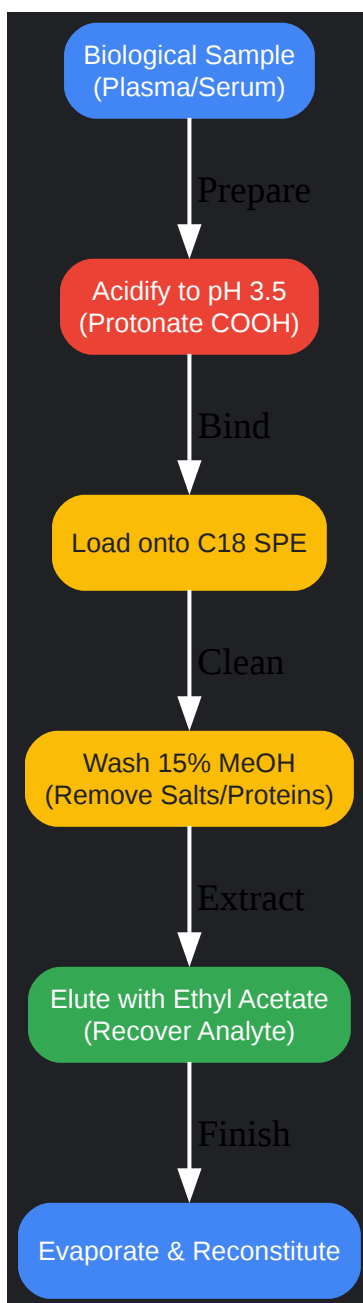 Biological Sample
(Plasma/Serum)
Prepare
Acidify to pH 3.5
(Protonate COOH)
Bind
Load onto C18 SPE
Clean
Wash 15% MeOH
(Remove Salts/Proteins)
Extract
Elute with Ethyl Acetate
(Recover Analyte)
Finish
Evaporate & Reconstitute